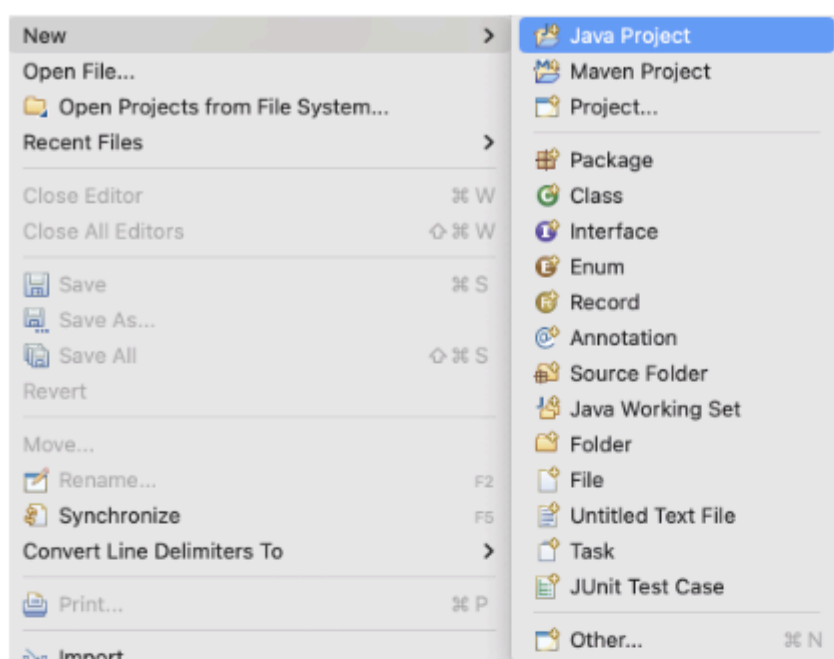 New >
Open File...
Open Projects from File System...
Recent Files >
Close Editor ⌘ W
Close All Editors ⇧ ⌘ W
Save ⌘ S
Save As...
Save All ⇧ ⌘ S
Revert
Move...
Rename... F2
Synchronize F5
Convert Line Delimiters To >
Print... ⌘ P
Import
Java Project
Maven Project
Project...
Package
Class
Interface
Enum
Record
Annotation
Source Folder
Java Working Set
Folder
File
Untitled Text File
Task
JUnit Test Case
Other... ⌘ N